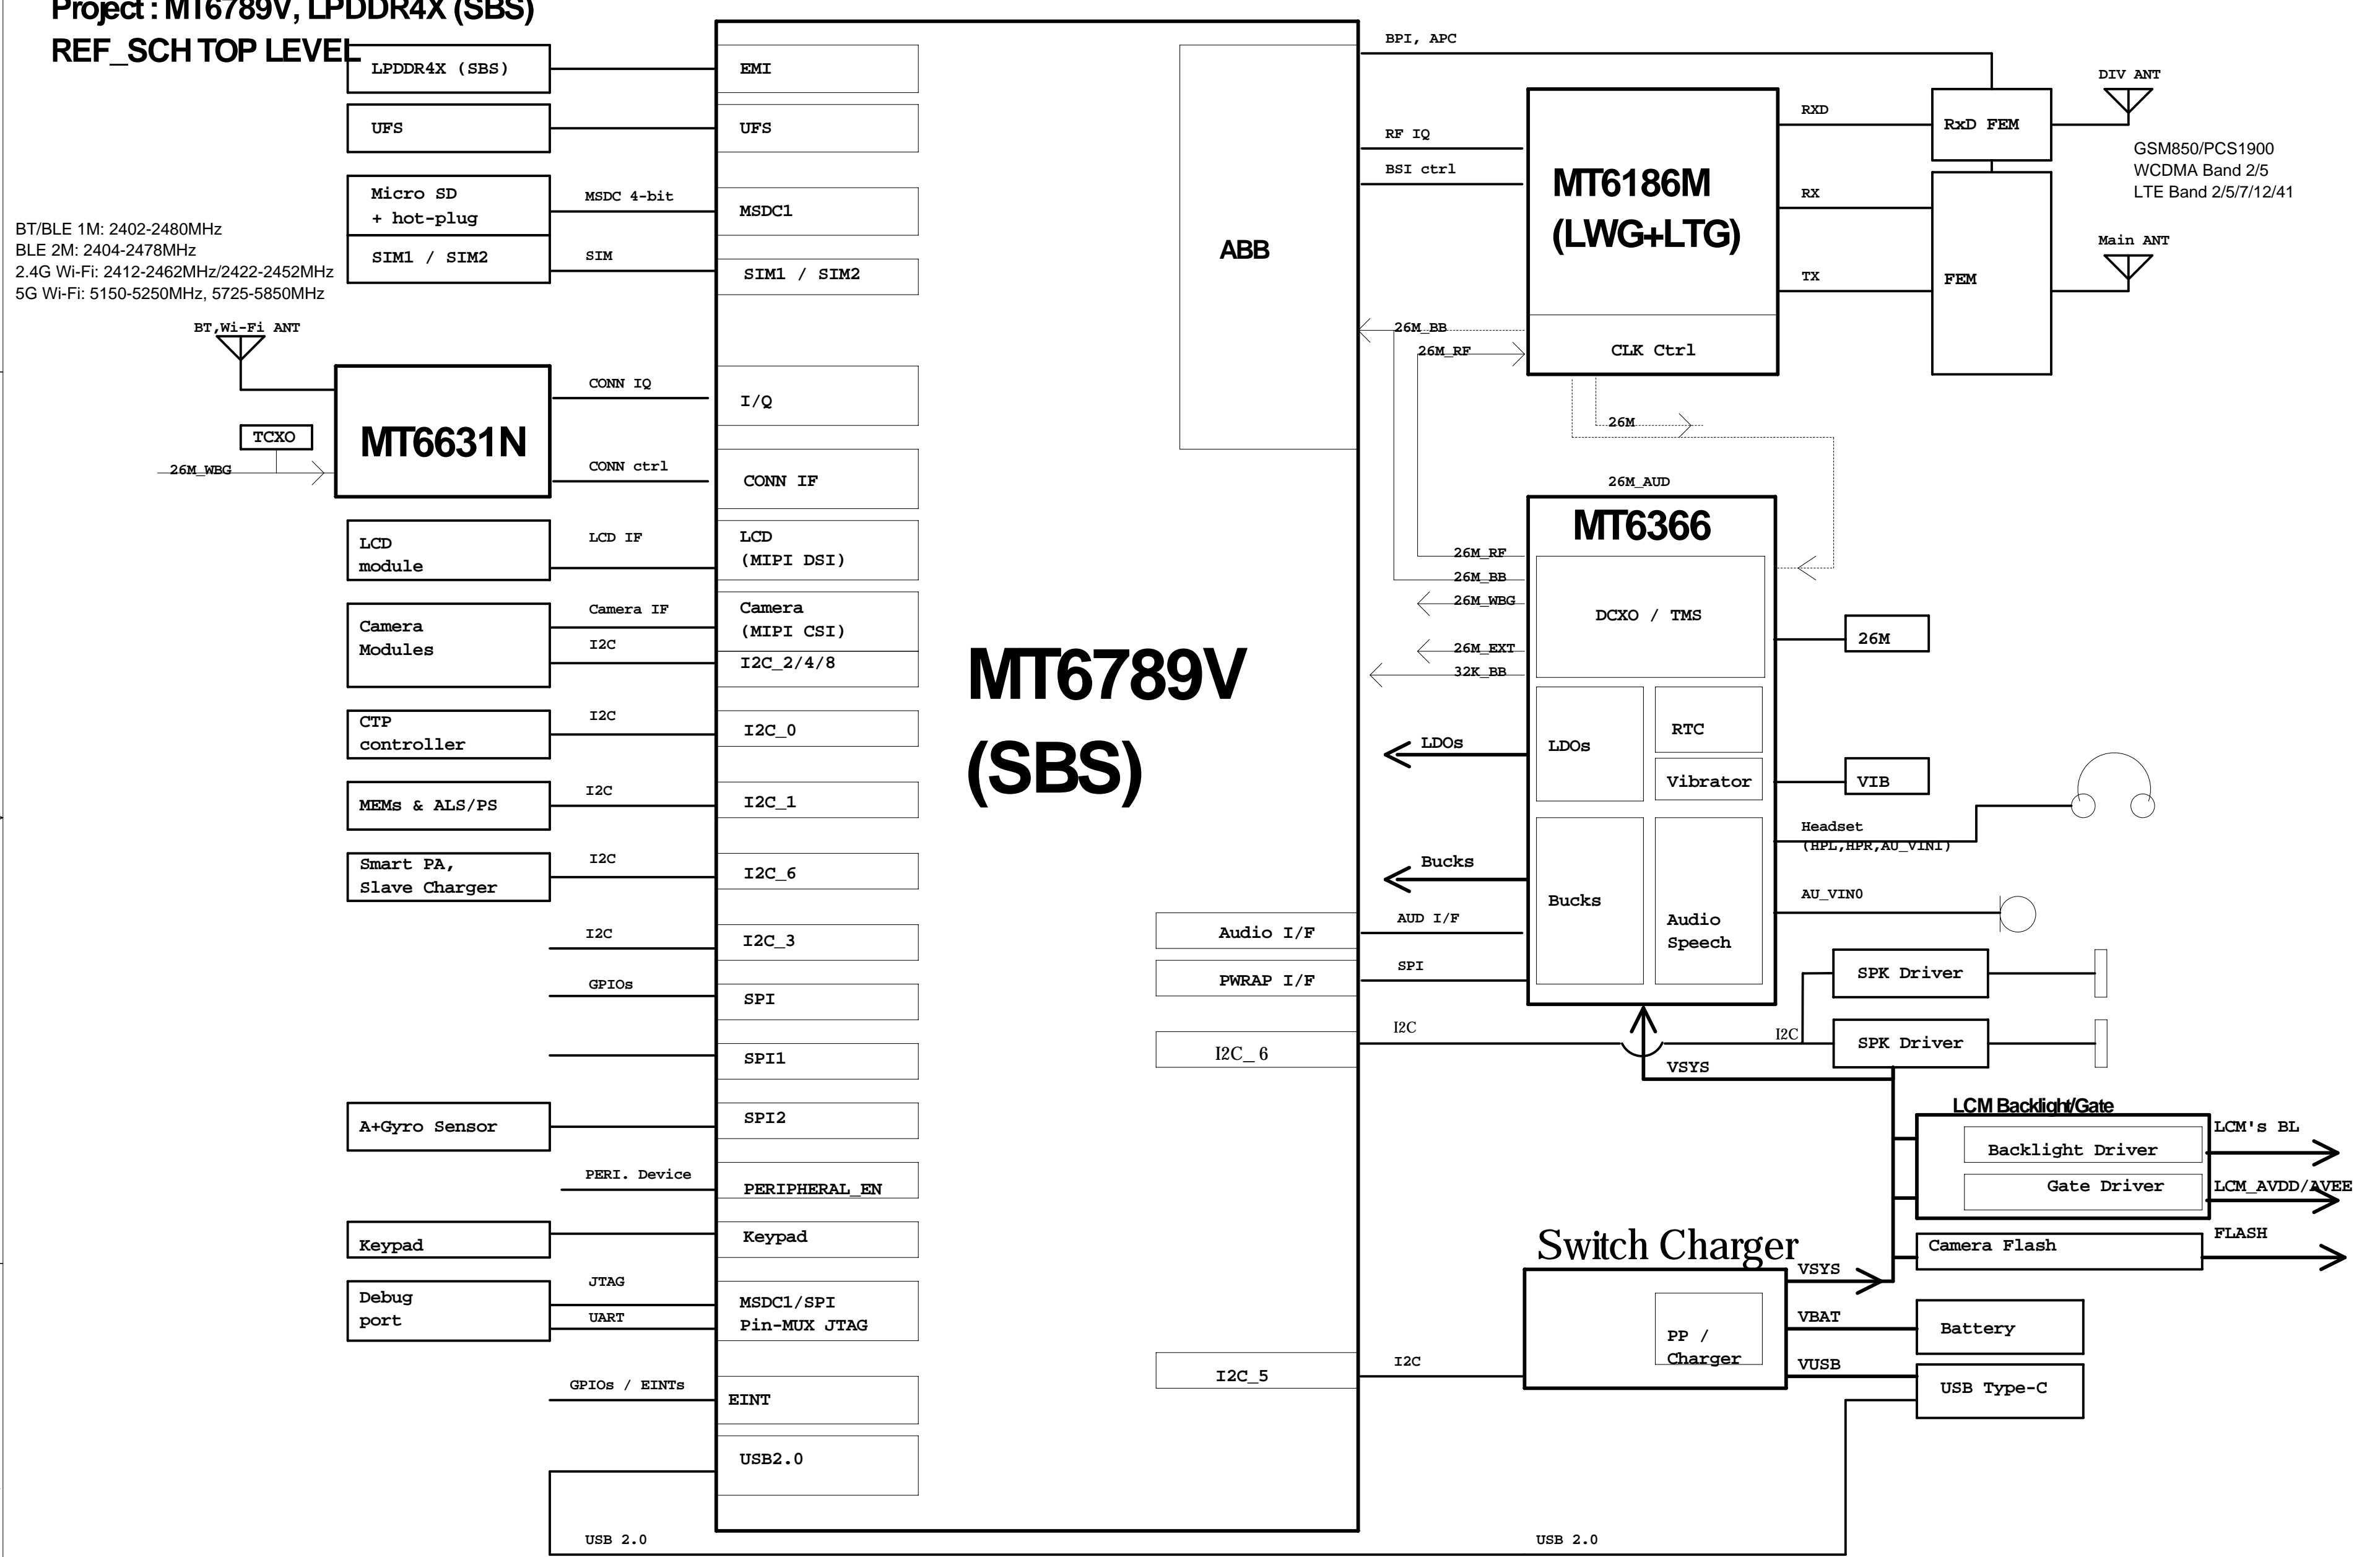 Project : MT6789V, LPDDR4X (SBS)
REF_SCH TOP LEVEL
LPDDR4X (SBS)
EMI
UFS
UFS
Micro SD
+ hot-plug
MSDC 4-bit
MSDC1
SIM1 / SIM2
SIM
SIM1 / SIM2
BT/BLE 1M: 2402-2480MHz
BLE 2M: 2404-2478MHz
2.4G Wi-Fi: 2412-2462MHz/2422-2452MHz
5G Wi-Fi: 5150-5250MHz, 5725-5850MHz
BT,Wi-Fi ANT
TCXO
26M_WBG
MT6631N
CONN IQ
I/Q
CONN ctrl
CONN IF
LCD
module
LCD IF
LCD
(MIPI DSI)
Camera
Modules
Camera IF
I2C
Camera
(MIPI CSI)
I2C_2/4/8
CTP
controller
I2C
I2C_0
MEMs & ALS/PS
I2C
I2C_1
Smart PA,
Slave Charger
I2C
I2C_6
I2C
I2C_3
GPIOs
SPI
SPI1
A+Gyro Sensor
SPI2
PERI. Device
PERIPHERAL_EN
Keypad
Keypad
Debug
port
JTAG
UART
MSDC1/SPI
Pin-MUX JTAG
GPIOs / EINTs
EINT
USB2.0
USB 2.0
MT6789V
(SBS)
ABB
BPI, APC
RF IQ
BSI ctrl
MT6186M
(LWG+LTG)
CLK Ctrl
RXD
RX
TX
RxD FEM
FEM
DIV ANT
GSM850/PCS1900
WCDMA Band 2/5
LTE Band 2/5/7/12/41
Main ANT
26M_BB
26M_RF
26M
26M_AUD
MT6366
26M_RF
26M_BB
26M_WBG
26M_EXT
32K_BB
DCXO / TMS
26M
LDOs
LDOs
RTC
Vibrator
VIB
Headset
(HPL,HPR,AU_VIN1)
Bucks
Bucks
Audio
Speech
AU_VIN0
Audio I/F
AUD I/F
PWRAP I/F
SPI
I2C_ 6
I2C
I2C
SPK Driver
SPK Driver
VSYS
LCM Backlight/Gate
Backlight Driver
LCM's BL
Gate Driver
LCM_AVDD/AVEE
Camera Flash
FLASH
Switch Charger
PP /
Charger
VSYS
VBAT
Battery
VUSB
USB Type-C
I2C_5
I2C
USB 2.0